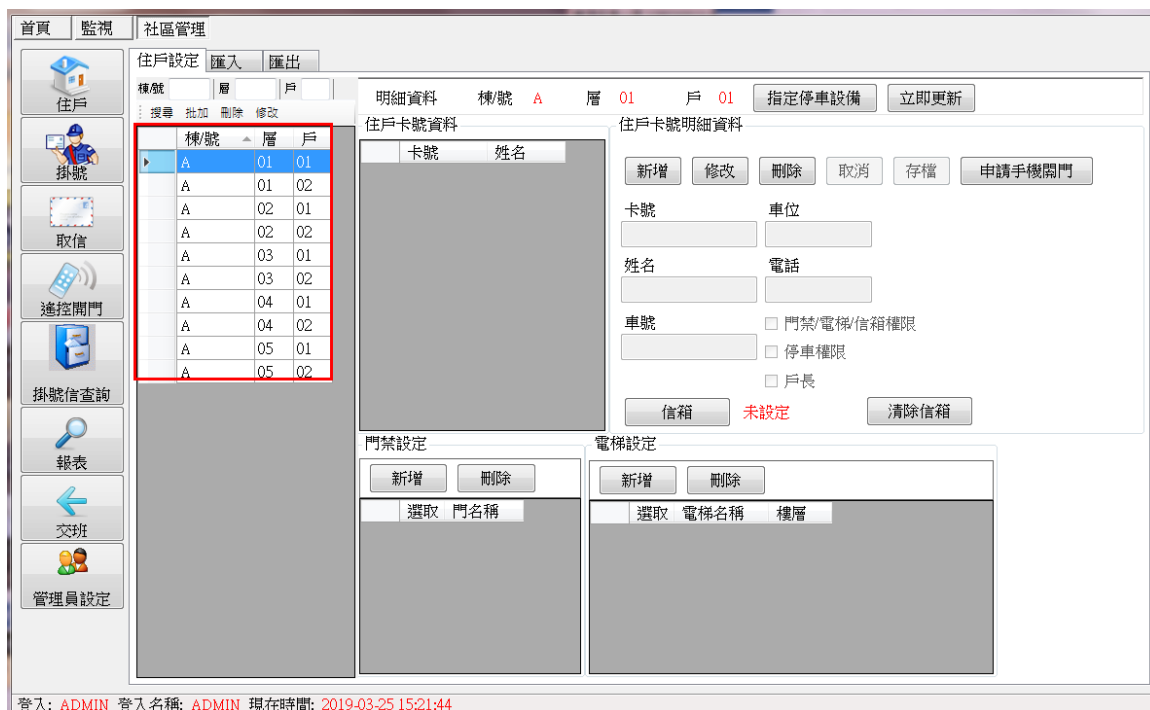 首頁 監視 社區管理
住戶
掛號
取信
遙控開門
掛號信查詢
報表
交班
管理員設定
住戶設定 匯入 匯出
棟/號 層 戶
搜尋 批加 刪除 修改
棟/號 層 戶
A 01 01
A 01 02
A 02 01
A 02 02
A 03 01
A 03 02
A 04 01
A 04 02
A 05 01
A 05 02
明細資料 棟/號 A 層 01 戶 01 指定停車設備 立即更新
住戶卡號資料
卡號 姓名
住戶卡號明細資料
新增 修改 刪除 取消 存檔 申請手機開門
卡號 車位
姓名 電話
車號
門禁/電梯/信箱權限
停車權限
戶長
信箱 未設定 清除信箱
門禁設定
新增 刪除
選取 門名稱
電梯設定
新增 刪除
選取 電梯名稱 樓層
登入: ADMIN 登入名稱: ADMIN 現在時間: 2019-03-25 15:21:44